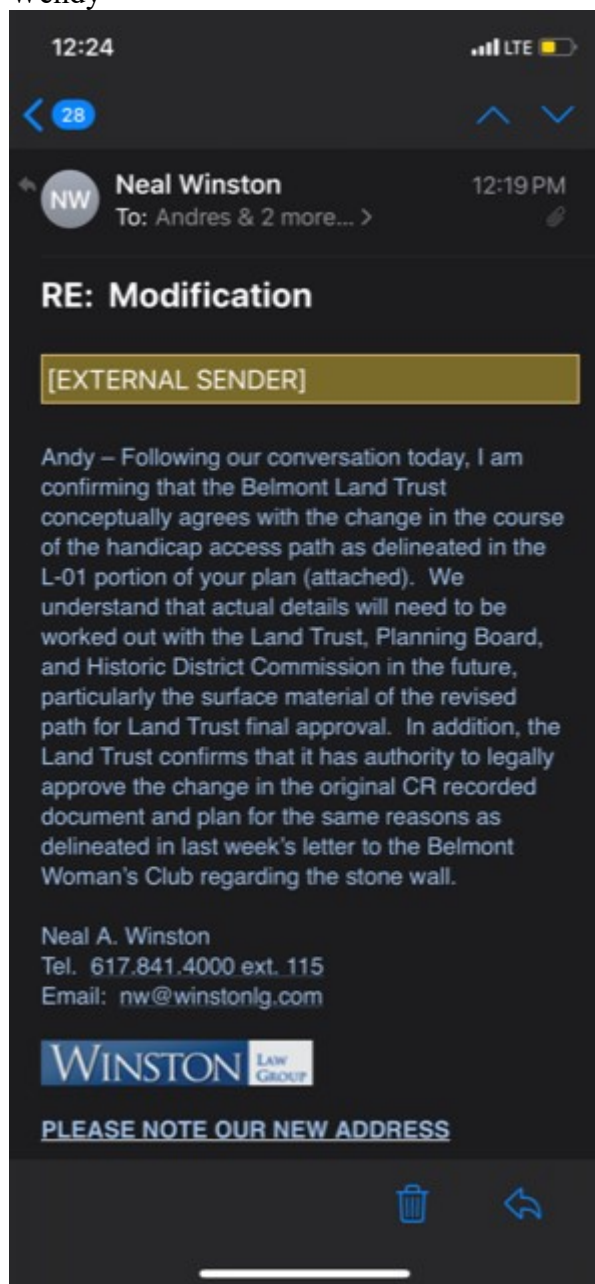 Wendy
12:24
LTE
28
NW
Neal Winston
12:19 PM
To: Andres & 2 more...
RE: Modification
[EXTERNAL SENDER]
Andy – Following our conversation today, I am
confirming that the Belmont Land Trust
conceptually agrees with the change in the course
of the handicap access path as delineated in the
L-01 portion of your plan (attached).  We
understand that actual details will need to be
worked out with the Land Trust, Planning Board,
and Historic District Commission in the future,
particularly the surface material of the revised
path for Land Trust final approval.  In addition, the
Land Trust confirms that it has authority to legally
approve the change in the original CR recorded
document and plan for the same reasons as
delineated in last week's letter to the Belmont
Woman's Club regarding the stone wall.
Neal A. Winston
Tel.  617.841.4000 ext. 115
Email:  nw@winstonlg.com
WINSTON LAW
GROUP
PLEASE NOTE OUR NEW ADDRESS